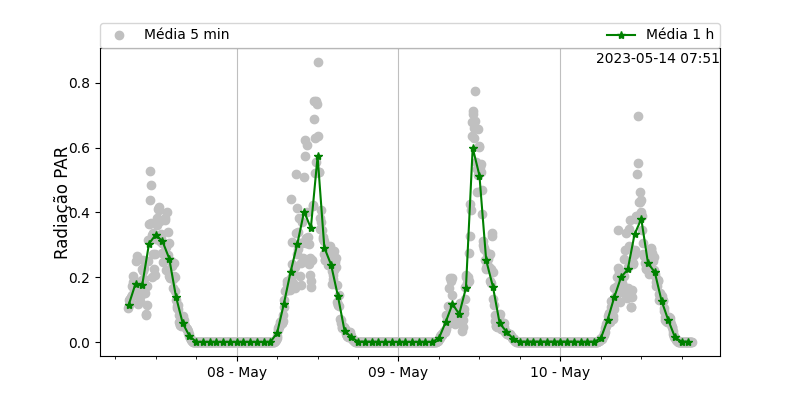 Média 5 min
Média 1 h
2023-05-14 07:51
Radiação PAR
0.8
0.6
0.4
0.2
0.0
08 - May
09 - May
10 - May